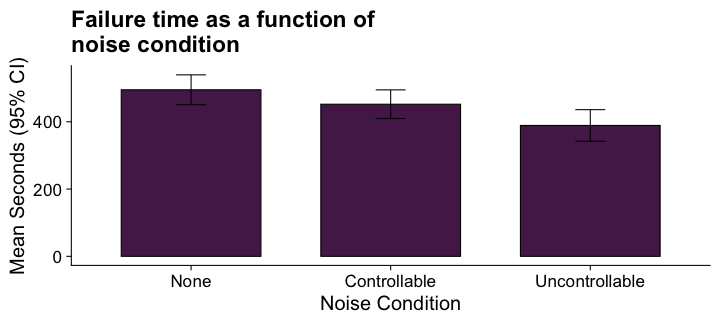 Failure time as a function of
noise condition
Mean Seconds (95% CI)
400
200
0
None
Controllable
Uncontrollable
Noise Condition